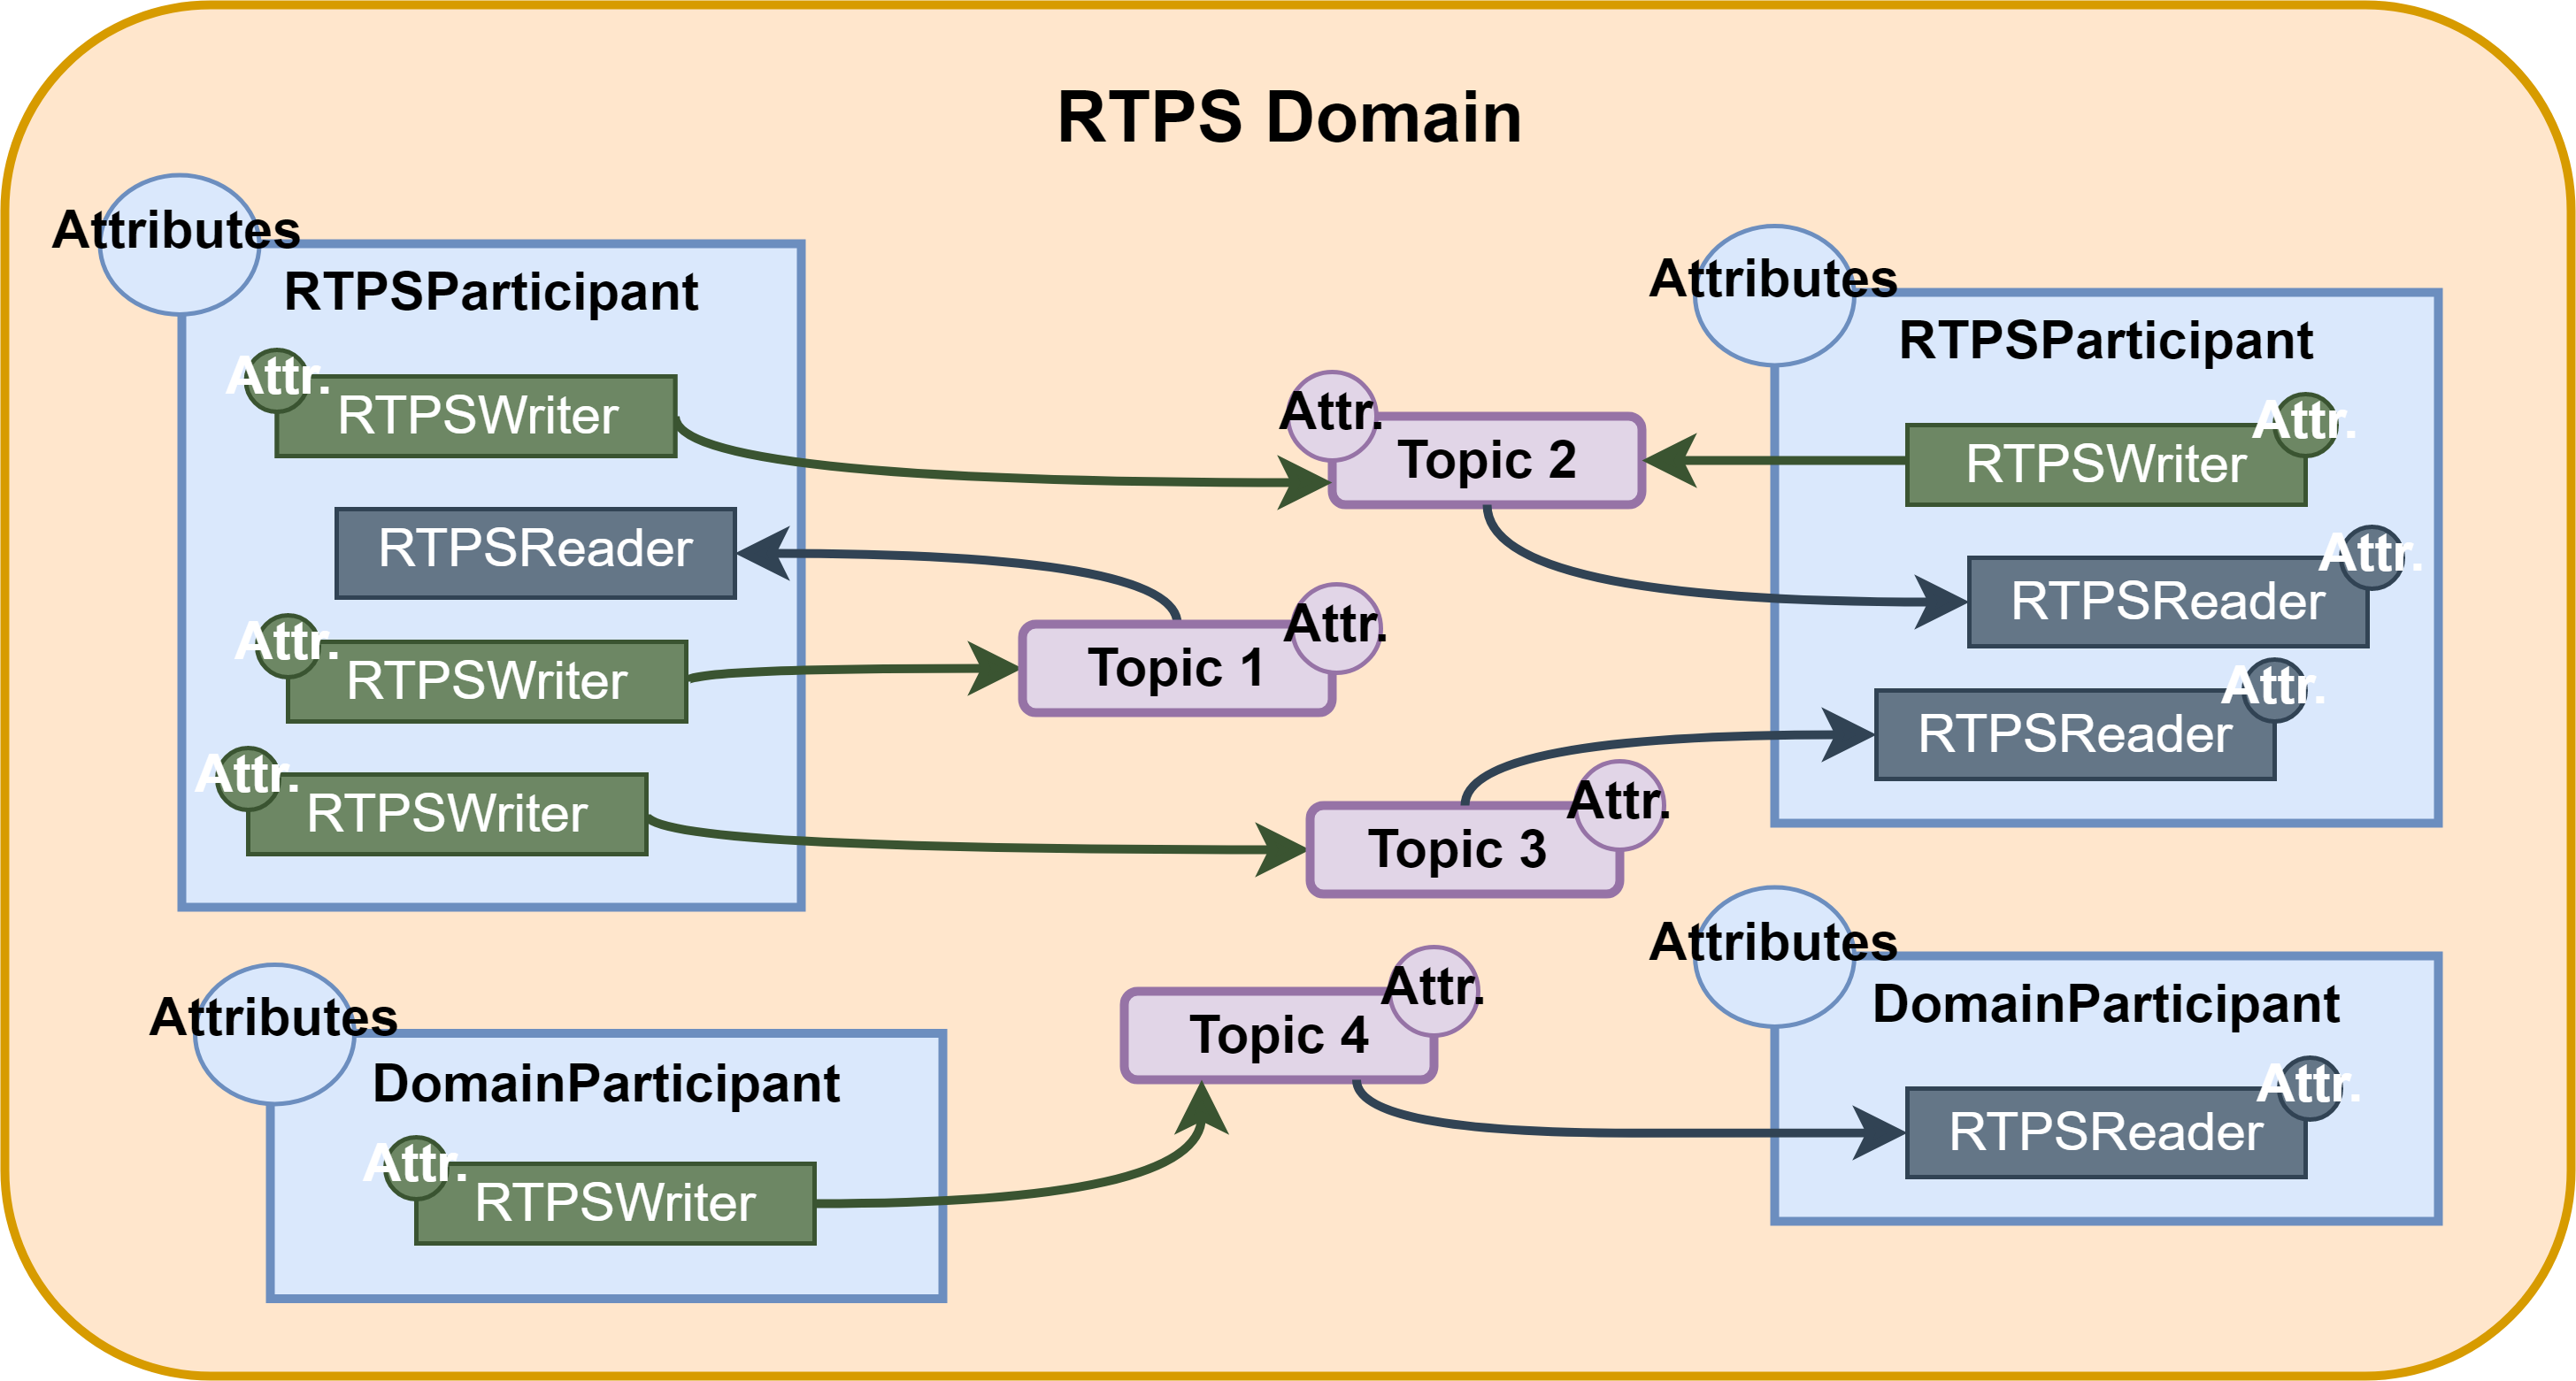 RTPS Domain
Attributes
RTPSParticipant
Attr.
RTPSWriter
RTPSReader
Attr.
RTPSWriter
Attr.
RTPSWriter
Attributes
DomainParticipant
Attr.
RTPSWriter
Attr.
Topic 2
Attr.
Topic 1
Attr.
Topic 3
Attr.
Topic 4
Attributes
RTPSParticipant
Attr.
RTPSWriter
Attr.
RTPSReader
Attr.
RTPSReader
Attributes
DomainParticipant
Attr.
RTPSReader